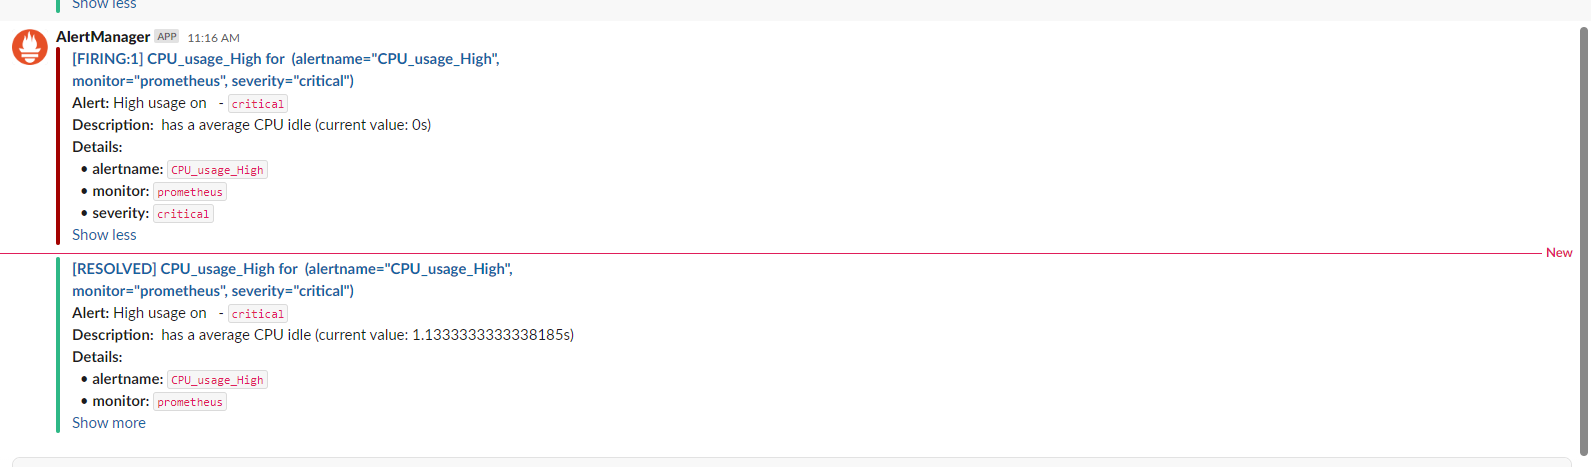 Show less
AlertManager APP 11:16 AM
[FIRING:1] CPU_usage_High for (alertname="CPU_usage_High",
monitor="prometheus", severity="critical")
Alert: High usage on - critical
Description: has a average CPU idle (current value: 0s)
Details:
• alertname: CPU_usage_High
• monitor: prometheus
• severity: critical
Show less
New
[RESOLVED] CPU_usage_High for (alertname="CPU_usage_High",
monitor="prometheus", severity="critical")
Alert: High usage on - critical
Description: has a average CPU idle (current value: 1.1333333333338185s)
Details:
• alertname: CPU_usage_High
• monitor: prometheus
Show more